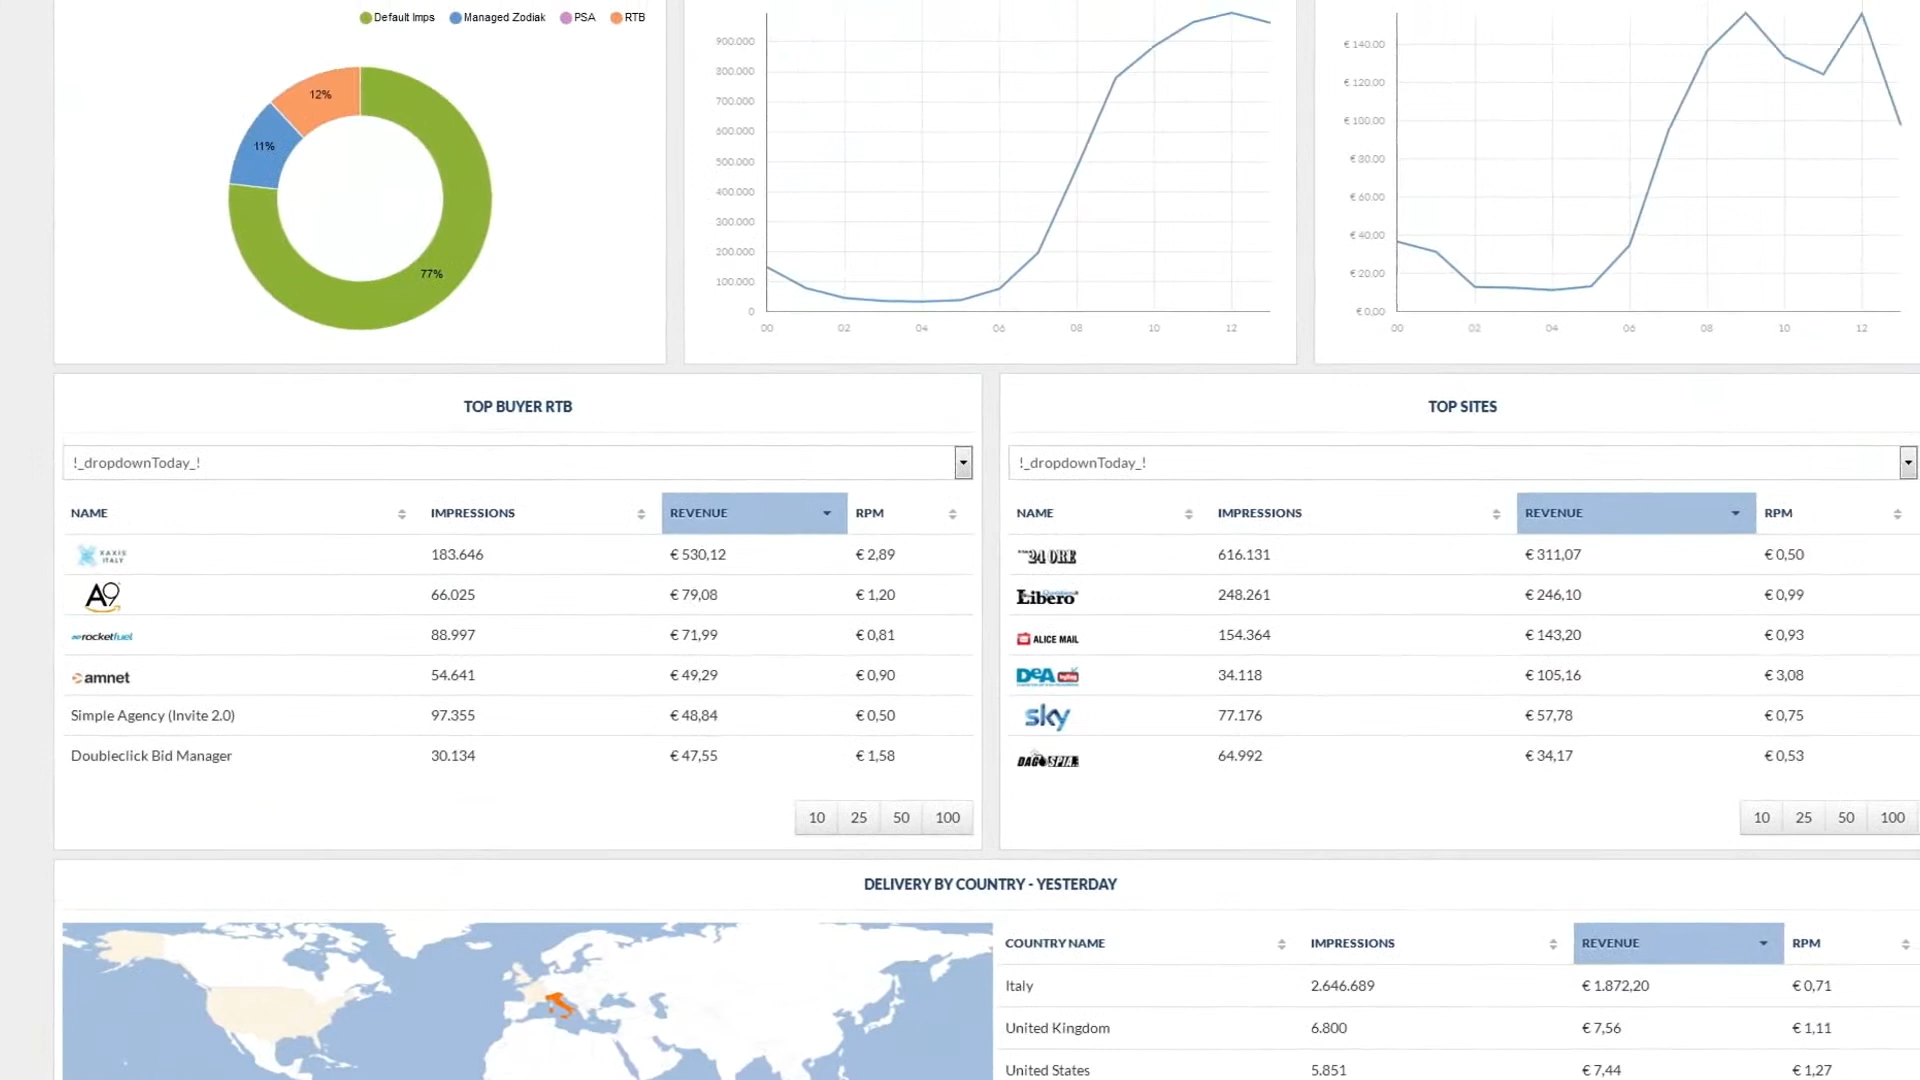 Default Imps Managed Zodiak PSA RTB
12%
11%
77%
900.000
800.000
700.000
600.000
500.000
400.000
300.000
200.000
100.000
0
00 02 04 06 08 10 12
€ 140.00
€ 120.00
€ 100.00
€ 80.00
€ 60.00
€ 40.00
€ 20.00
€ 0.00
00 02 04 06 08 10 12
TOP BUYER RTB
!_dropdownToday_!
NAME IMPRESSIONS REVENUE RPM
XAXIS ITALY 183.646 € 530,12 € 2,89
A9 66.025 € 79,08 € 1,20
rocketfuel 88.997 € 71,99 € 0,81
amnet 54.641 € 49,29 € 0,90
Simple Agency (Invite 2.0) 97.355 € 48,84 € 0,50
Doubleclick Bid Manager 30.134 € 47,55 € 1,58
10 25 50 100
TOP SITES
!_dropdownToday_!
NAME IMPRESSIONS REVENUE RPM
24 ORE 616.131 € 311,07 € 0,50
Libero 248.261 € 246,10 € 0,99
ALICE MAIL 154.364 € 143,20 € 0,93
DeA 34.118 € 105,16 € 3,08
sky 77.176 € 57,78 € 0,75
DAGOSPIA 64.992 € 34,17 € 0,53
10 25 50 100
DELIVERY BY COUNTRY - YESTERDAY
COUNTRY NAME IMPRESSIONS REVENUE RPM
Italy 2.646.689 € 1.872,20 € 0,71
United Kingdom 6.800 € 7,56 € 1,11
United States 5.851 € 7,44 € 1,27